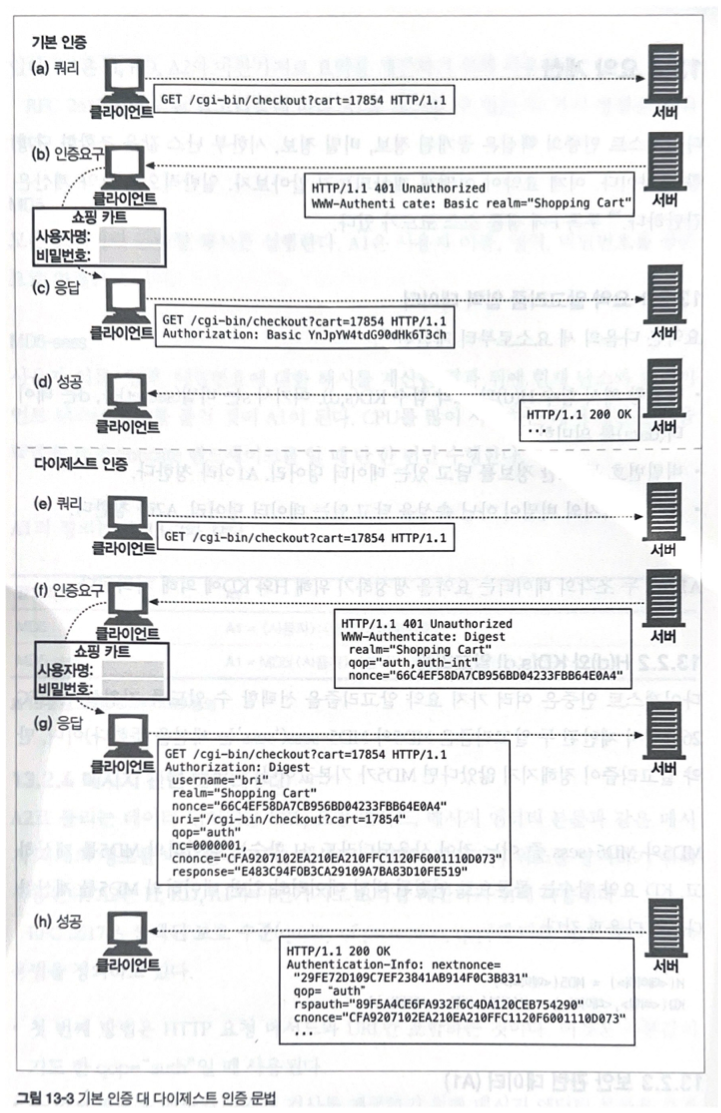 기본 인증
(a) 쿼리
클라이언트
서버
GET /cgi-bin/checkout?cart=17854 HTTP/1.1
(b) 인증요구
클라이언트
서버
HTTP/1.1 401 Unauthorized
WWW-Authenti cate: Basic realm="Shopping Cart"
쇼핑 카트
사용자명:
비밀번호:
(c) 응답
클라이언트
서버
GET /cgi-bin/checkout?cart=17854 HTTP/1.1
Authorization: Basic YnJpYW4tdG90dHk6T3ch
(d) 성공
클라이언트
서버
HTTP/1.1 200 OK
...
다이제스트 인증
(e) 쿼리
클라이언트
서버
GET /cgi-bin/checkout?cart=17854 HTTP/1.1
(f) 인증요구
클라이언트
서버
HTTP/1.1 401 Unauthorized
WWW-Authenticate: Digest
realm="Shopping Cart"
qop="auth,auth-int"
nonce="66C4EF58DA7CB956BD04233FBB64E0A4"
쇼핑 카트
사용자명:
비밀번호:
(g) 응답
클라이언트
서버
GET /cgi-bin/checkout?cart=17854 HTTP/1.1
Authorization: Digest
username="bri"
realm="Shopping Cart"
nonce="66C4EF58DA7CB956BD04233FBB64E0A4"
uri="/cgi-bin/checkout?cart=17854"
qop="auth"
nc=0000001,
cnonce="CFA9207102EA210EA210FFC1120F6001110D073"
response="E483C94F0B3CA29109A7BA83D10FE519"
(h) 성공
클라이언트
서버
HTTP/1.1 200 OK
Authentication-Info: nextnonce=
"29FE72D109C7EF23841AB914F0C3B831"
qop= "auth"
rspauth="89F5A4CE6FA932F6C4DA120CEB754290"
cnonce="CFA9207102EA210EA210FFC1120F6001110D073"
...
그림 13-3 기본 인증 대 다이제스트 인증 문법